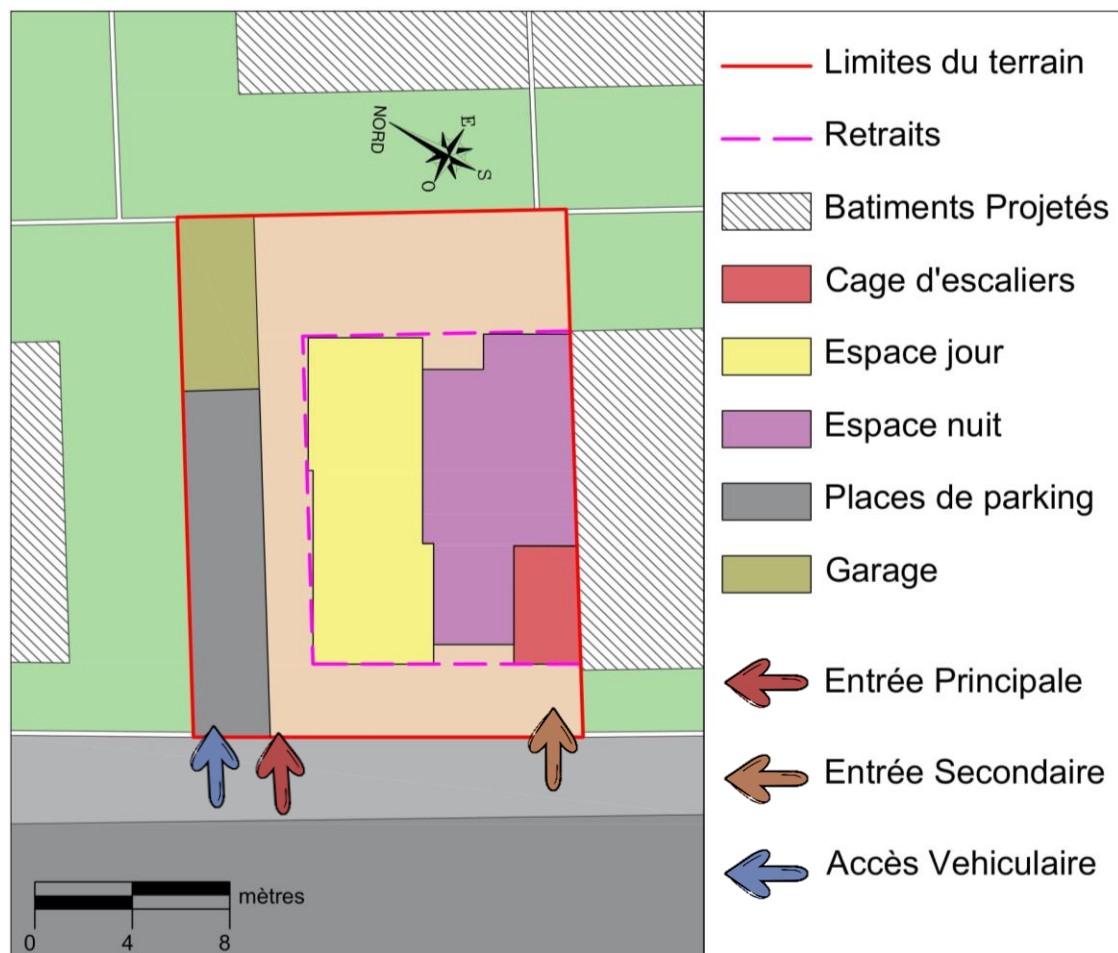 NORD
E
S
O
Limites du terrain
Retraits
Batiments Projetés
Cage d'escaliers
Espace jour
Espace nuit
Places de parking
Garage
Entrée Principale
Entrée Secondaire
Accès Vehiculaire
mètres
0 4 8